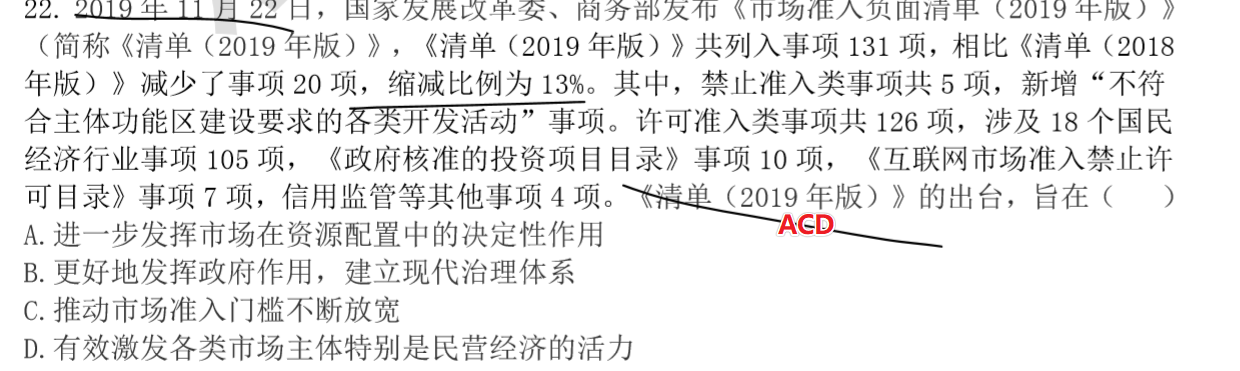 22. 2019 年 11 月 22 日，国家发展改革委、商务部发布《市场准入负面清单（2019 年版）》
（简称《清单（2019 年版）》，《清单（2019 年版）》共列入事项 131 项，相比《清单（2018
年版）》减少了事项 20 项，缩减比例为 13%。其中，禁止准入类事项共 5 项，新增“不符
合主体功能区建设要求的各类开发活动”事项。许可准入类事项共 126 项，涉及 18 个国民
经济行业事项 105 项，《政府核准的投资项目目录》事项 10 项，《互联网市场准入禁止许
可目录》事项 7 项，信用监管等其他事项 4 项。《清单（2019 年版）》的出台，旨在（　　）
ACD
A. 进一步发挥市场在资源配置中的决定性作用
B. 更好地发挥政府作用，建立现代治理体系
C. 推动市场准入门槛不断放宽
D. 有效激发各类市场主体特别是民营经济的活力